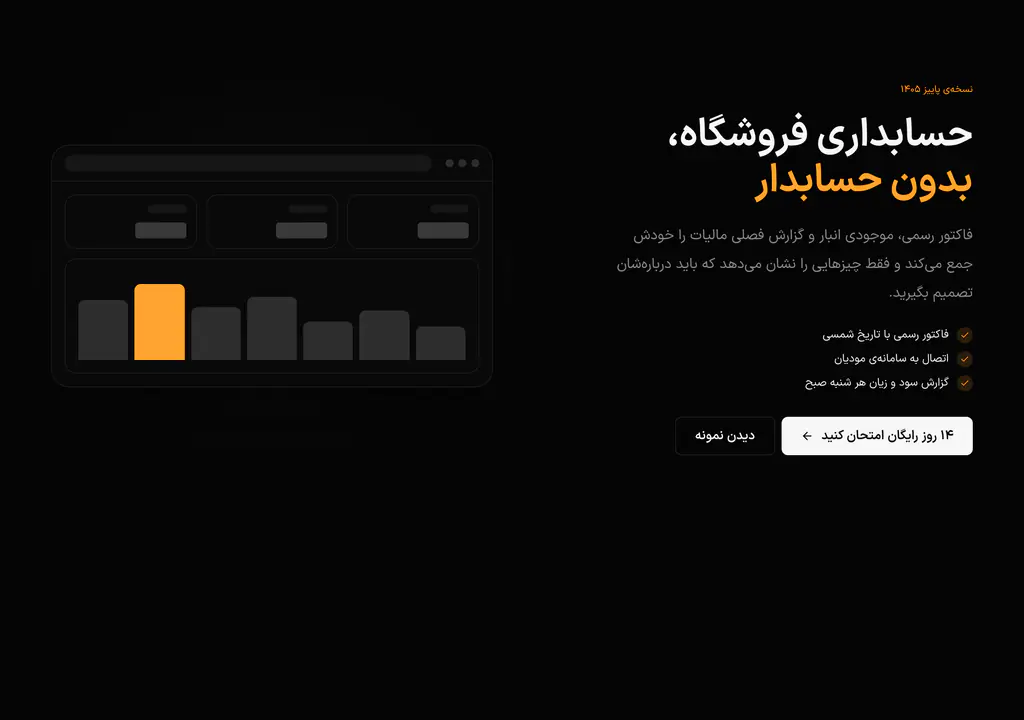 نسخه‌ی پاییز ۱۴۰۵
حسابداری فروشگاه،
بدون حسابدار
فاکتور رسمی، موجودی انبار و گزارش فصلی مالیات را خودش
جمع می‌کند و فقط چیزهایی را نشان می‌دهد که باید درباره‌شان
تصمیم بگیرید.
فاکتور رسمی با تاریخ شمسی
اتصال به سامانه‌ی مودیان
گزارش سود و زیان هر شنبه صبح
۱۴ روز رایگان امتحان کنید
دیدن نمونه